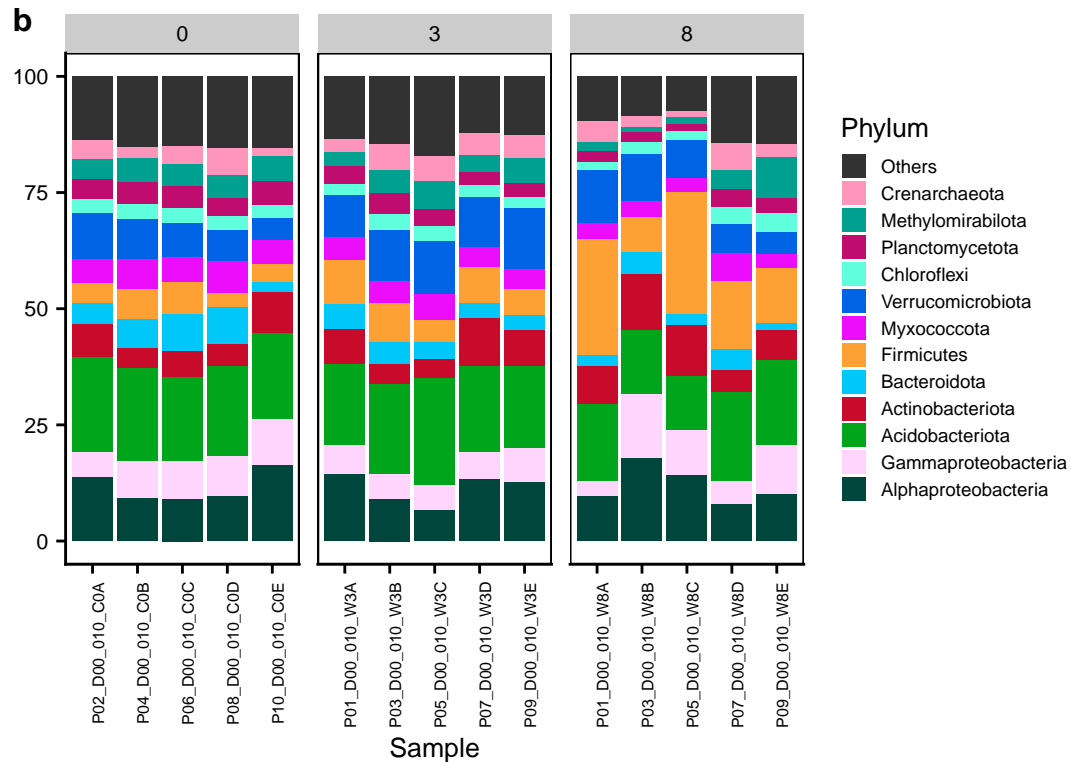 b
0
3
8
100
75
50
25
0
P02_D00_010_C0A
P04_D00_010_C0B
P06_D00_010_C0C
P08_D00_010_C0D
P10_D00_010_C0E
P01_D00_010_W3A
P03_D00_010_W3B
P05_D00_010_W3C
P07_D00_010_W3D
P09_D00_010_W3E
P01_D00_010_W8A
P03_D00_010_W8B
P05_D00_010_W8C
P07_D00_010_W8D
P09_D00_010_W8E
Sample
Phylum
Others
Crenarchaeota
Methylomirabilota
Planctomycetota
Chloroflexi
Verrucomicrobiota
Myxococcota
Firmicutes
Bacteroidota
Actinobacteriota
Acidobacteriota
Gammaproteobacteria
Alphaproteobacteria